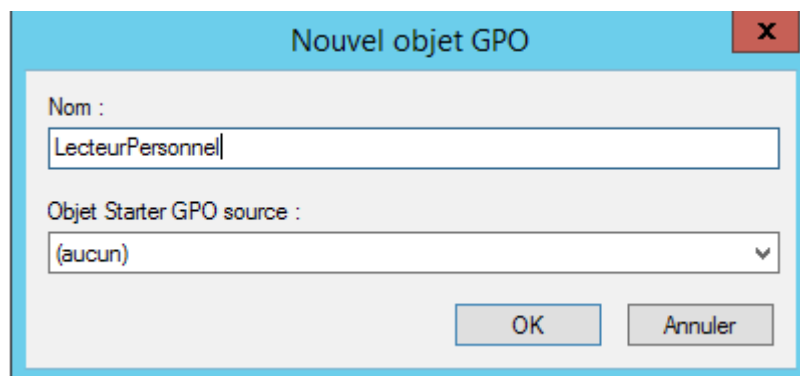 Nouvel objet GPO
x
Nom :
LecteurPersonnel
Objet Starter GPO source :
(aucun)
OK
Annuler